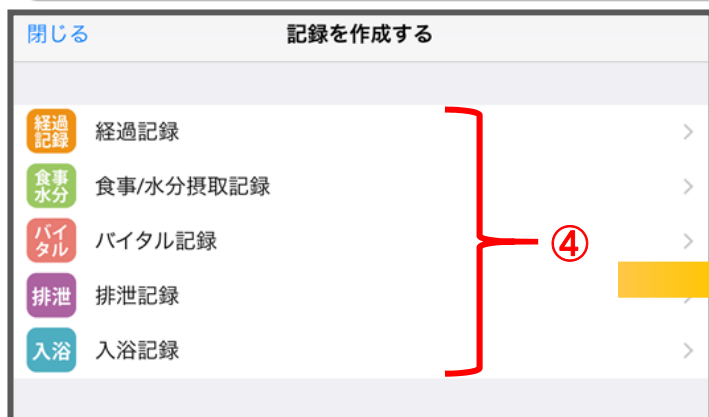 閉じる 記録を作成する
経過記録 経過記録
食事水分 食事/水分摂取記録
バイタル バイタル記録
④
排泄 排泄記録
入浴 入浴記録